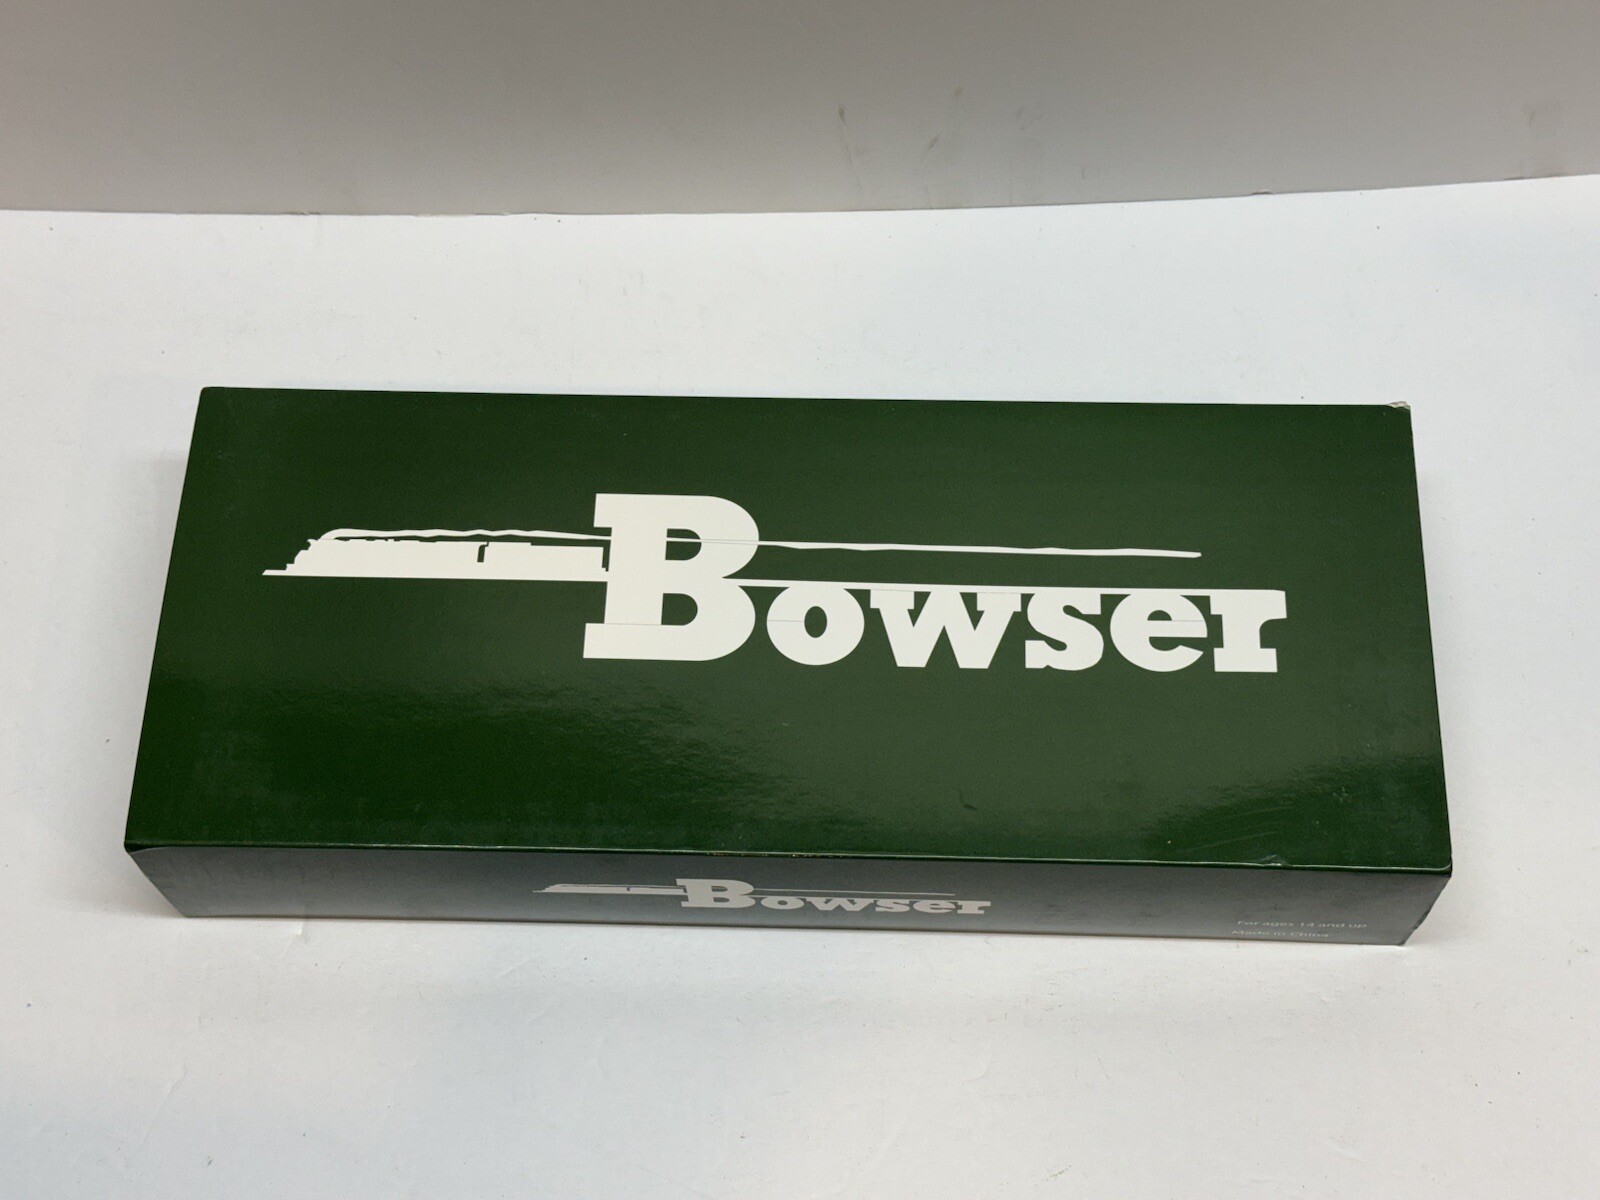 Bowser
Bowser
For ages 14 and up
Made in China